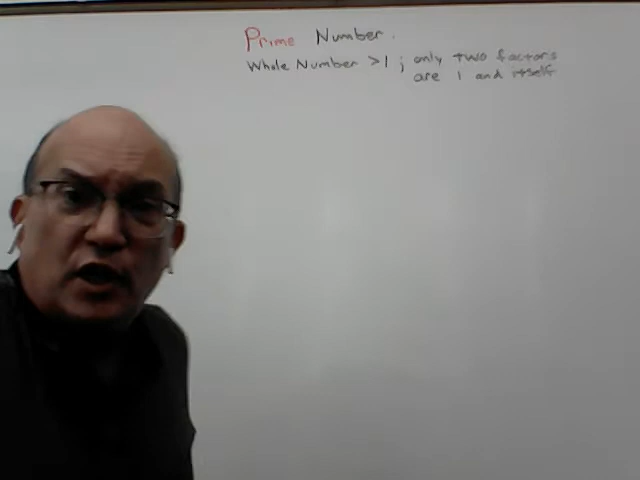 Prime Number.
Whole Number >1 ; only two factors
are 1 and itself